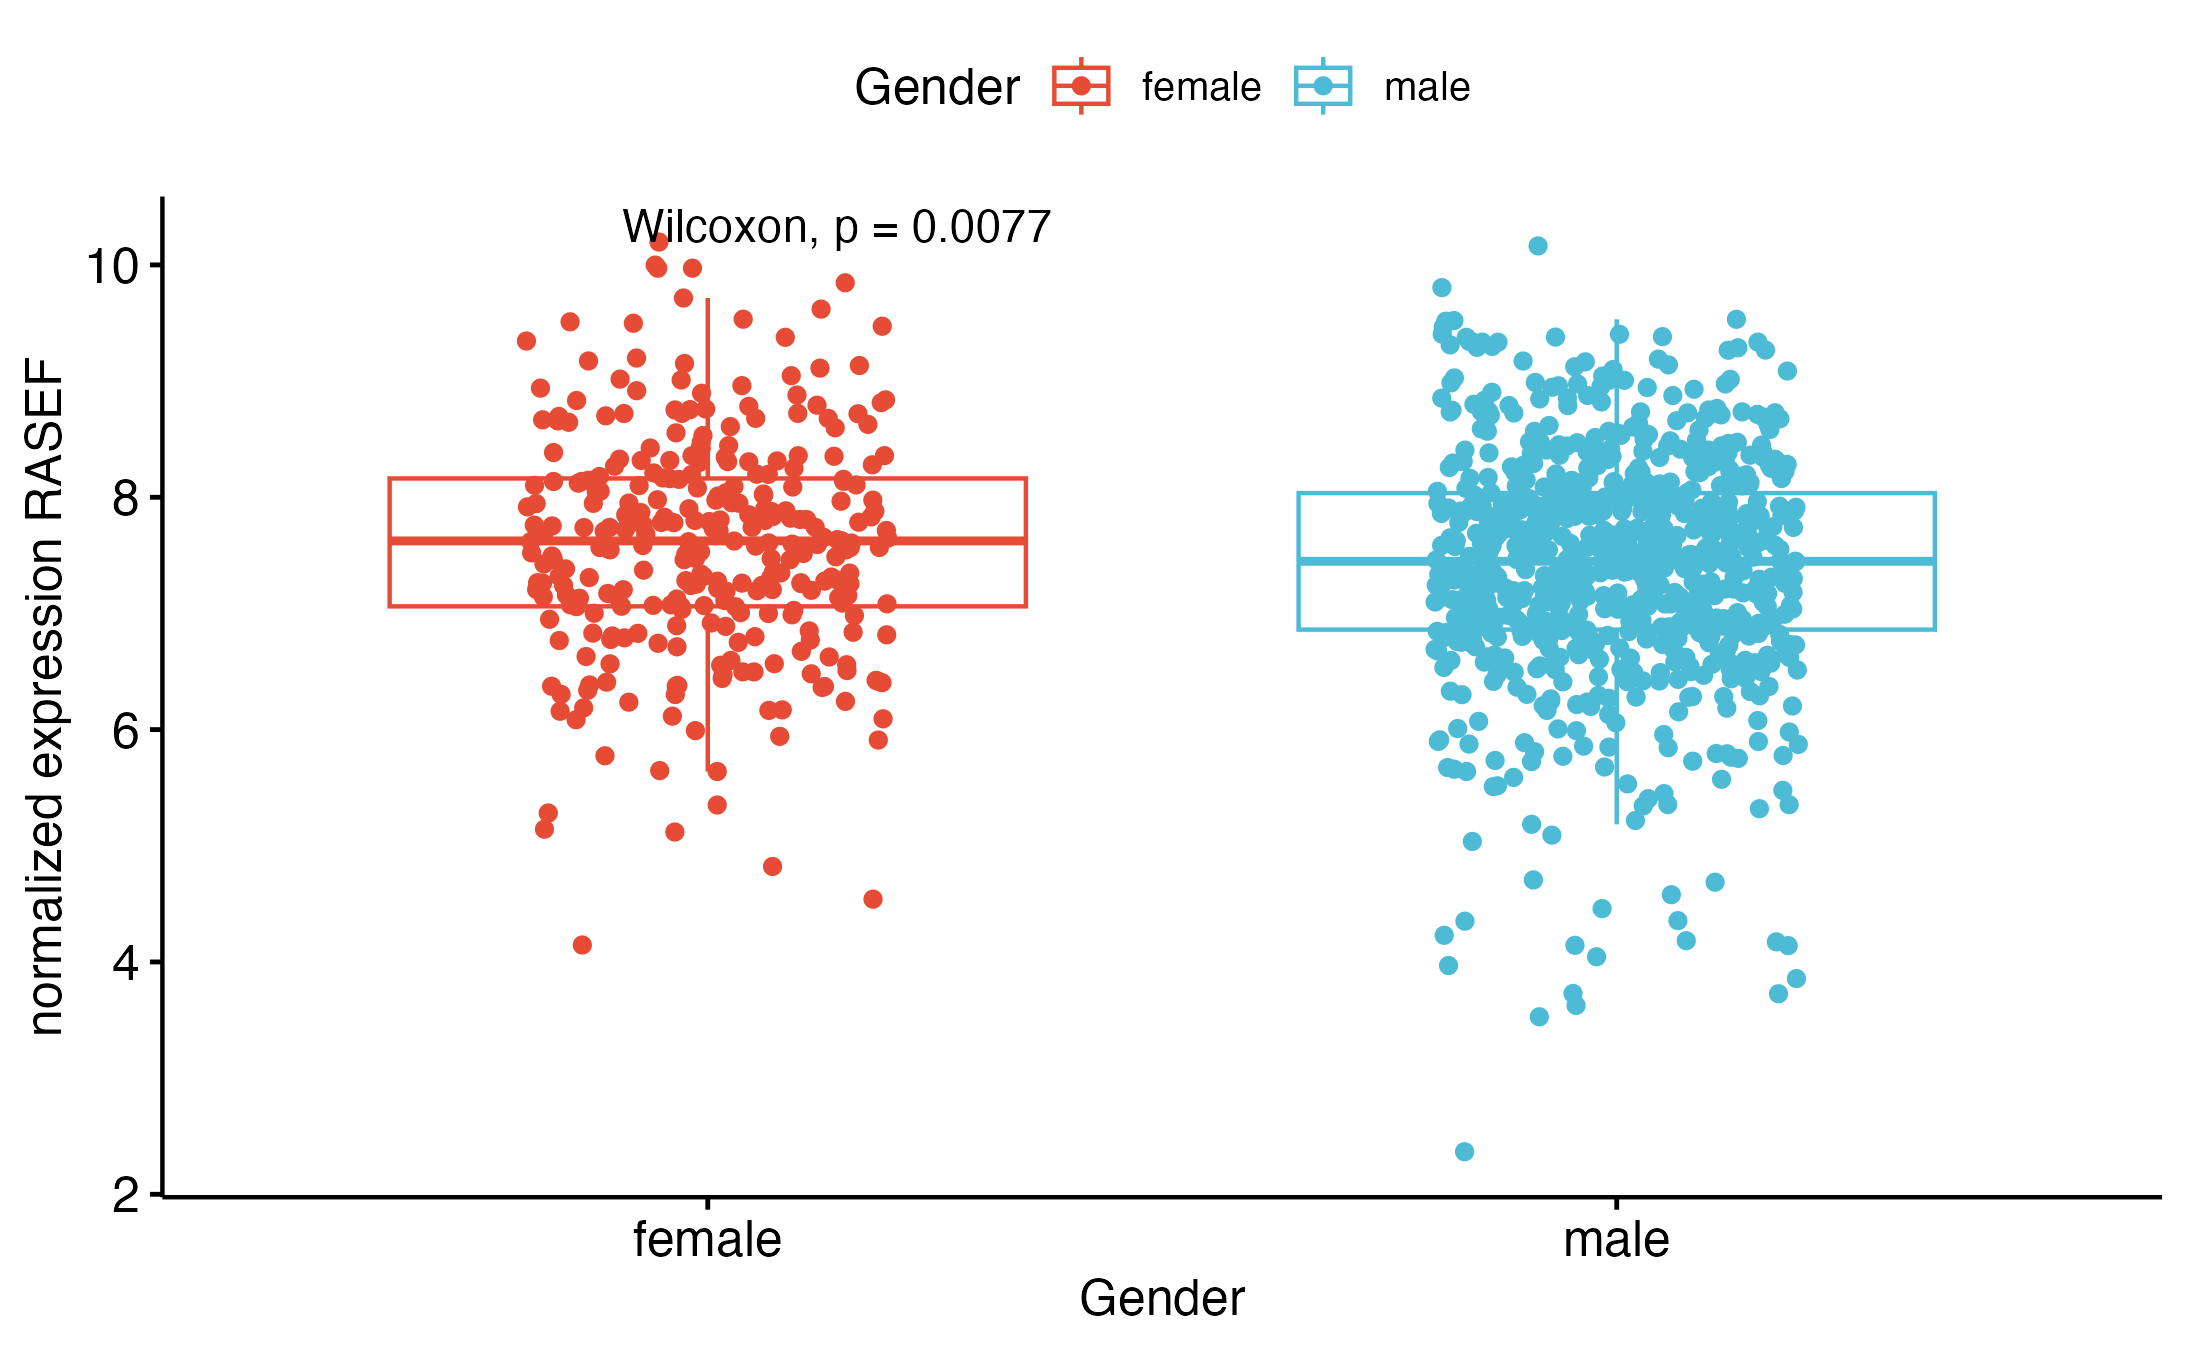 Gender female male
Wilcoxon, p = 0.0077
normalized expression RASEF
10
8
6
4
2
female male
Gender